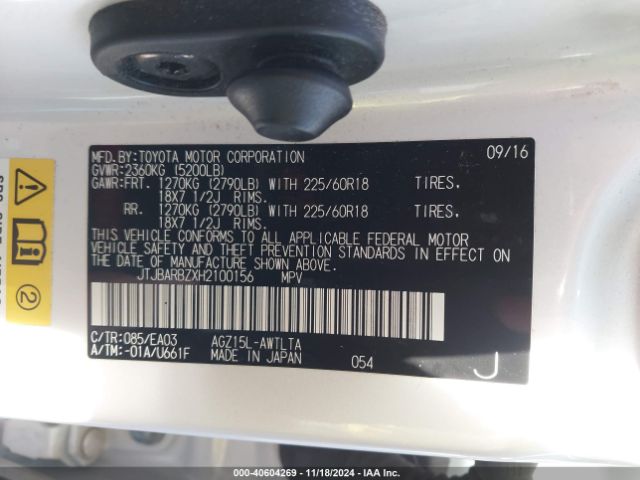 MFD.BY:TOYOTA MOTOR CORPORATION 09/16
GVWR:2360KG (5200LB)
GAWR:FRT. 1270KG (2790LB) WITH 225/60R18 TIRES,
18X7 1/2J RIMS.
RR. 1270KG (2790LB) WITH 225/60R18 TIRES,
18X7 1/2J RIMS.
THIS VEHICLE CONFORMS TO ALL APPLICABLE FEDERAL MOTOR
VEHICLE SAFETY AND THEFT PREVENTION STANDARDS IN EFFECT ON
THE DATE OF MANUFACTURE SHOWN ABOVE.
JTJBARBZXH2100156 MPV
C/TR:085/EA03 AGZ15L-AWTLTA
A/TM:-01A/U661F MADE IN JAPAN 054 J
2
000-40604269 - 11/18/2024 - IAA Inc.